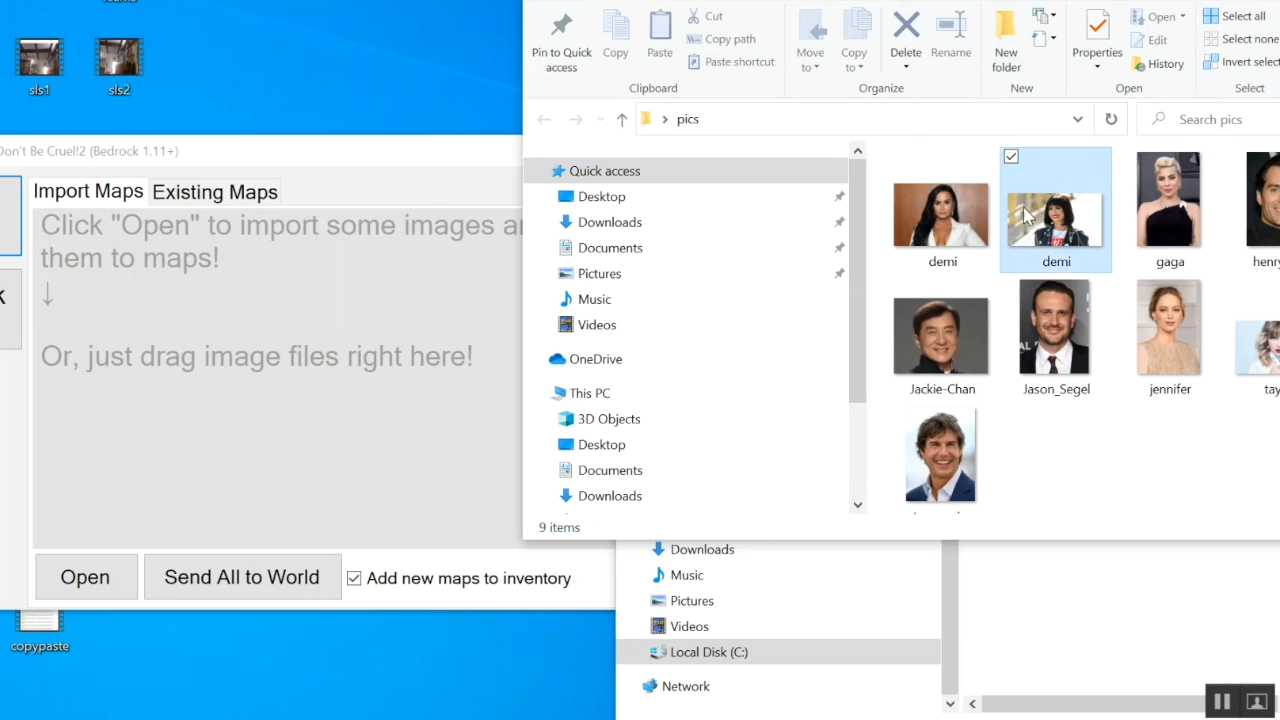 sls1
sls2
Don't Be Cruel!2 (Bedrock 1.11+)
Import Maps
Existing Maps
Click "Open" to import some images
them to maps!
↓
Or, just drag image files right here!
Open
Send All to World
Add new maps to inventory
copypaste
Pin to Quick access
Copy
Paste
Cut
Copy path
Paste shortcut
Clipboard
Move to
Copy to
Delete
Rename
Organize
New folder
New
Properties
Open
Edit
History
Open
Select all
Select none
Invert
Select
pics
Search pics
Quick access
Desktop
Downloads
Documents
Pictures
Music
Videos
OneDrive
This PC
3D Objects
Desktop
Documents
Downloads
demi
demi
gaga
henry
Jackie-Chan
Jason_Segel
jennifer
tay
9 items
Downloads
Music
Pictures
Videos
Local Disk (C:)
Network